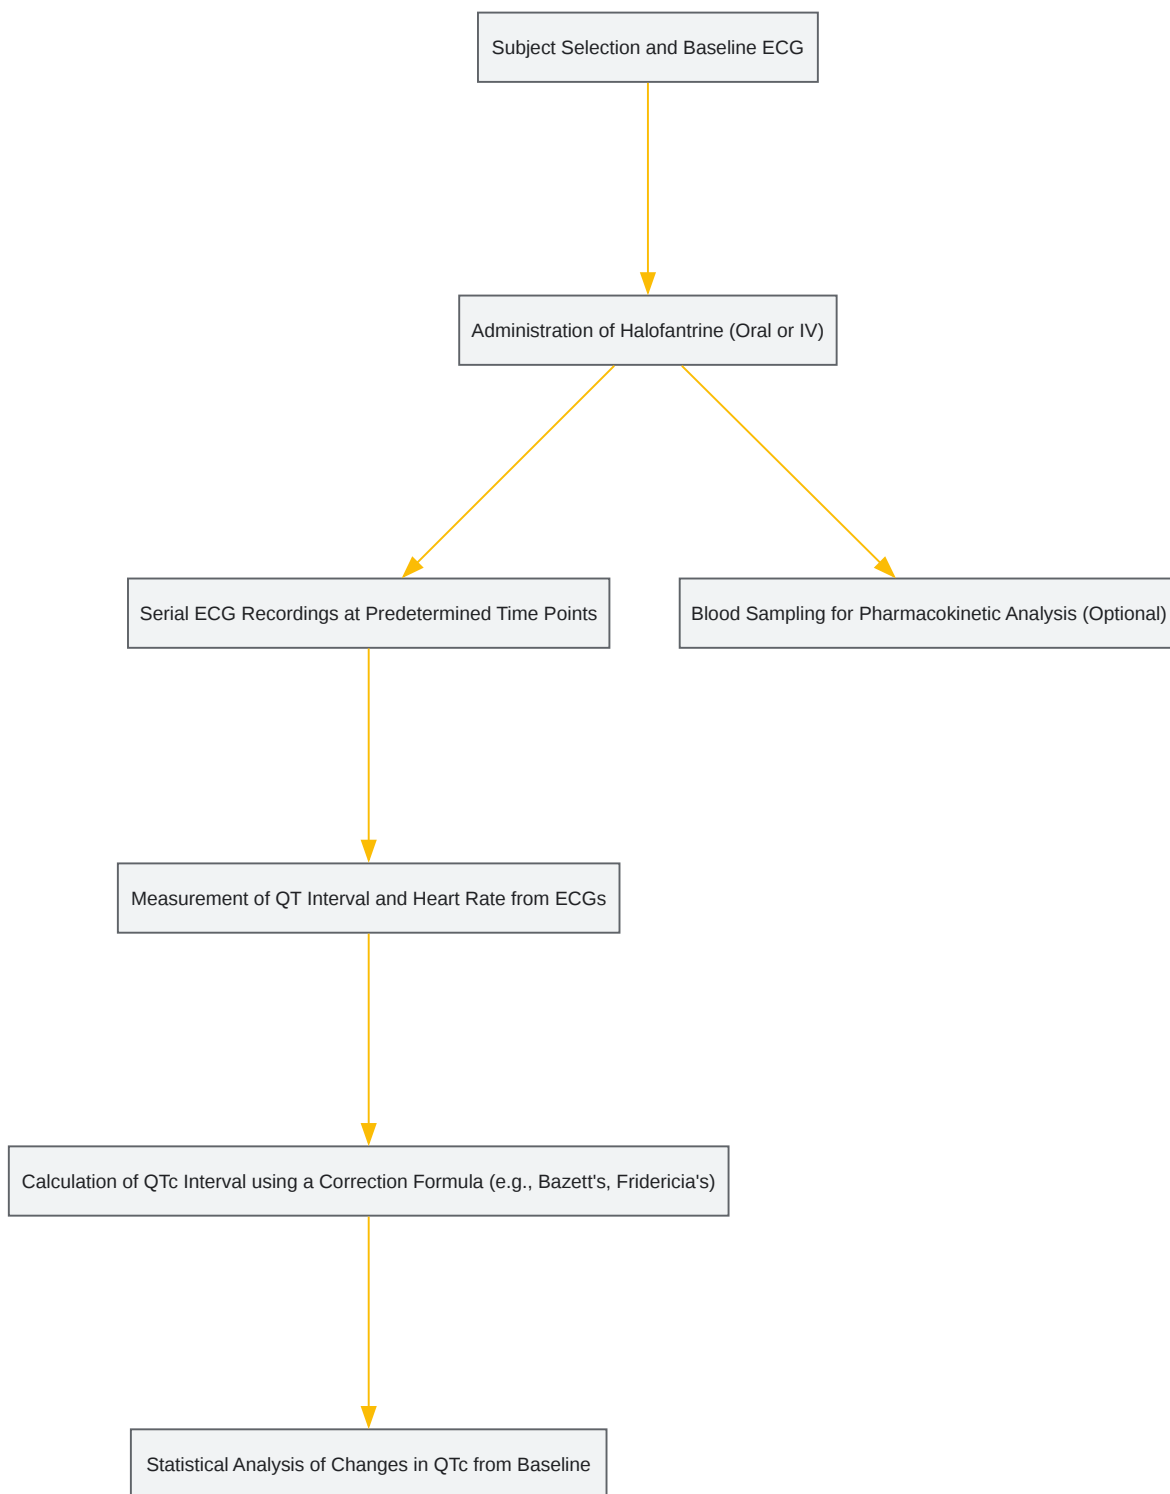 Subject Selection and Baseline ECG
Administration of Halofantrine (Oral or IV)
Serial ECG Recordings at Predetermined Time Points
Blood Sampling for Pharmacokinetic Analysis (Optional)
Measurement of QT Interval and Heart Rate from ECGs
Calculation of QTc Interval using a Correction Formula (e.g., Bazett's, Fridericia's)
Statistical Analysis of Changes in QTc from Baseline